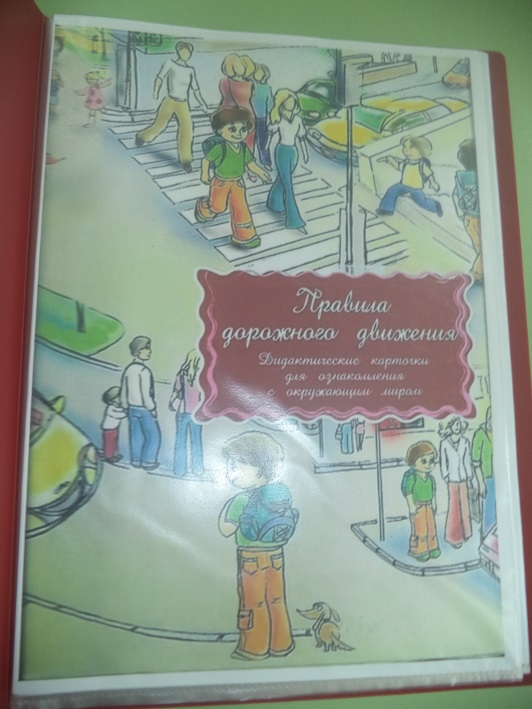 Правила
дорожного движения
Дидактические карточки
для ознакомления
с окружающим миром